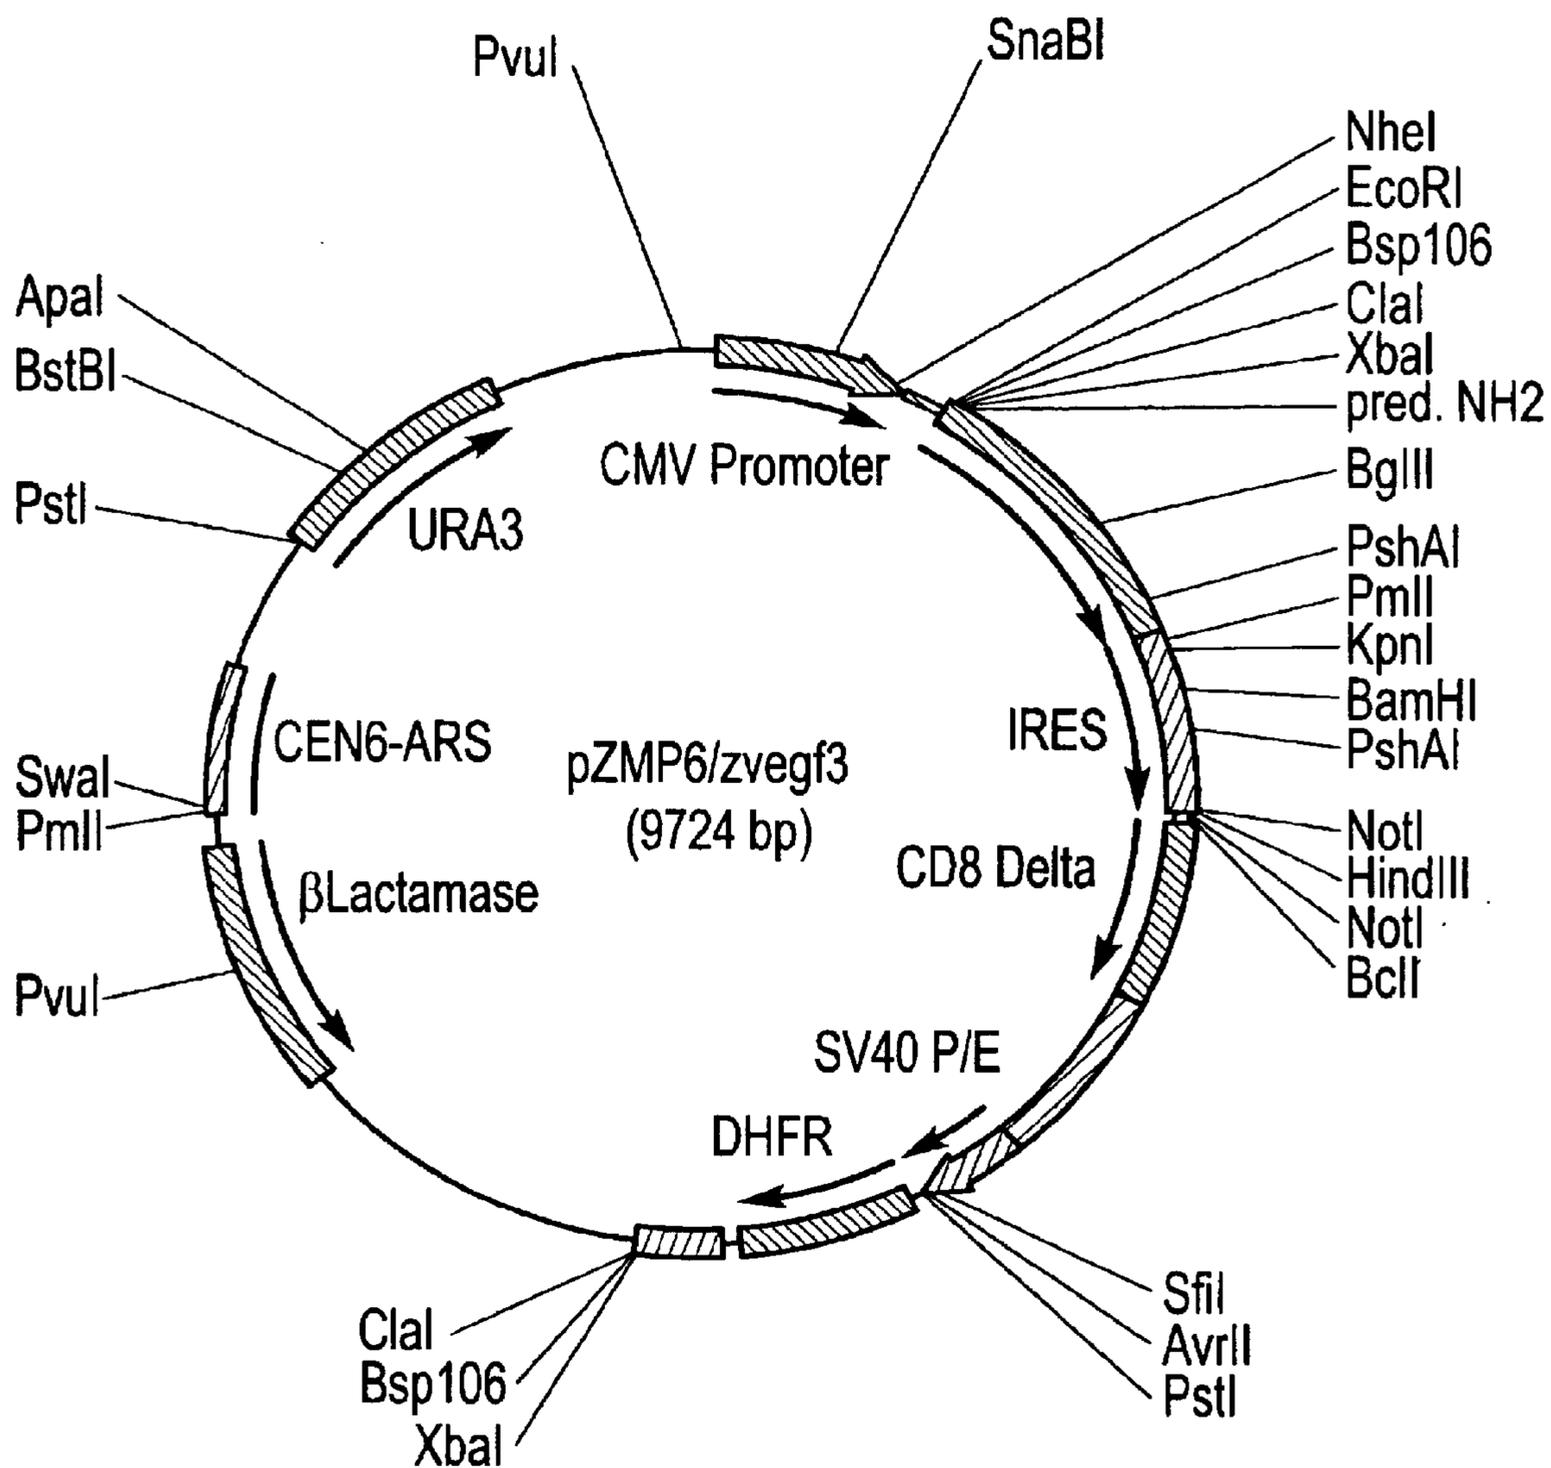 PvuI
SnaBI
NheI
EcoRI
Bsp106
ClaI
XbaI
pred. NH2
BglII
PshAI
PmlI
KpnI
BamHI
PshAI
NotI
HindIII
NotI
BclI
SfiI
AvrII
PstI
ClaI
Bsp106
XbaI
PvuI
PmlI
SwaI
PstI
BstBI
ApaI
CMV Promoter
URA3
CEN6-ARS
βLactamase
IRES
CD8 Delta
SV40 P/E
DHFR
pZMP6/zvegf3
(9724 bp)